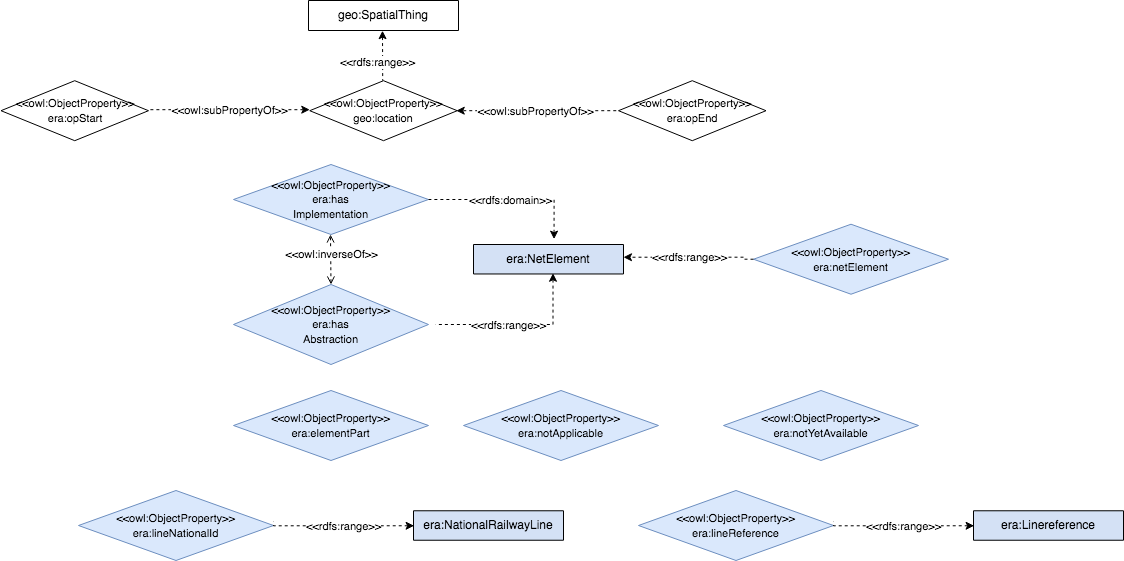 geo:SpatialThing
<<rdfs:range>>
<<owl:ObjectProperty>>
era:opStart
<<owl:subPropertyOf>>
<<owl:ObjectProperty>>
geo:location
<<owl:subPropertyOf>>
<<owl:ObjectProperty>>
era:opEnd
<<owl:ObjectProperty>>
era:has
Implementation
<<rdfs:domain>>
<<owl:inverseOf>>
era:NetElement
<<rdfs:range>>
<<owl:ObjectProperty>>
era:netElement
<<owl:ObjectProperty>>
era:has
Abstraction
<<rdfs:range>>
<<owl:ObjectProperty>>
era:elementPart
<<owl:ObjectProperty>>
era:notApplicable
<<owl:ObjectProperty>>
era:notYetAvailable
<<owl:ObjectProperty>>
era:lineNationalId
<<rdfs:range>>
era:NationalRailwayLine
<<owl:ObjectProperty>>
era:lineReference
<<rdfs:range>>
era:Linereference